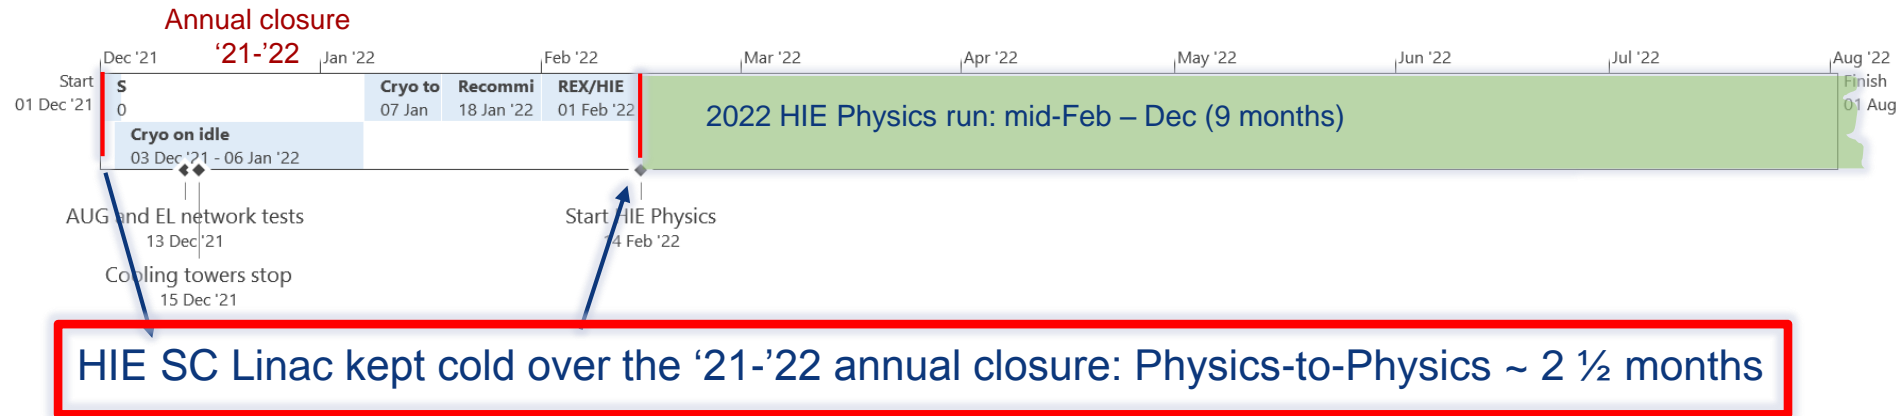 Annual closure
‘21-’22
Dec '21
Jan '22
Feb '22
Mar '22
Apr '22
May '22
Jun '22
Jul '22
Aug '22
Start
01 Dec '21
S
0
Cryo to
07 Jan
Recommi
18 Jan '22
REX/HIE
01 Feb '22
Cryo on idle
03 Dec '21 - 06 Jan '22
2022 HIE Physics run: mid-Feb – Dec (9 months)
Finish
01 Aug
AUG and EL network tests
13 Dec '21
Cooling towers stop
15 Dec '21
Start HIE Physics
14 Feb '22
HIE SC Linac kept cold over the ‘21-’22 annual closure: Physics-to-Physics ~ 2 ½ months